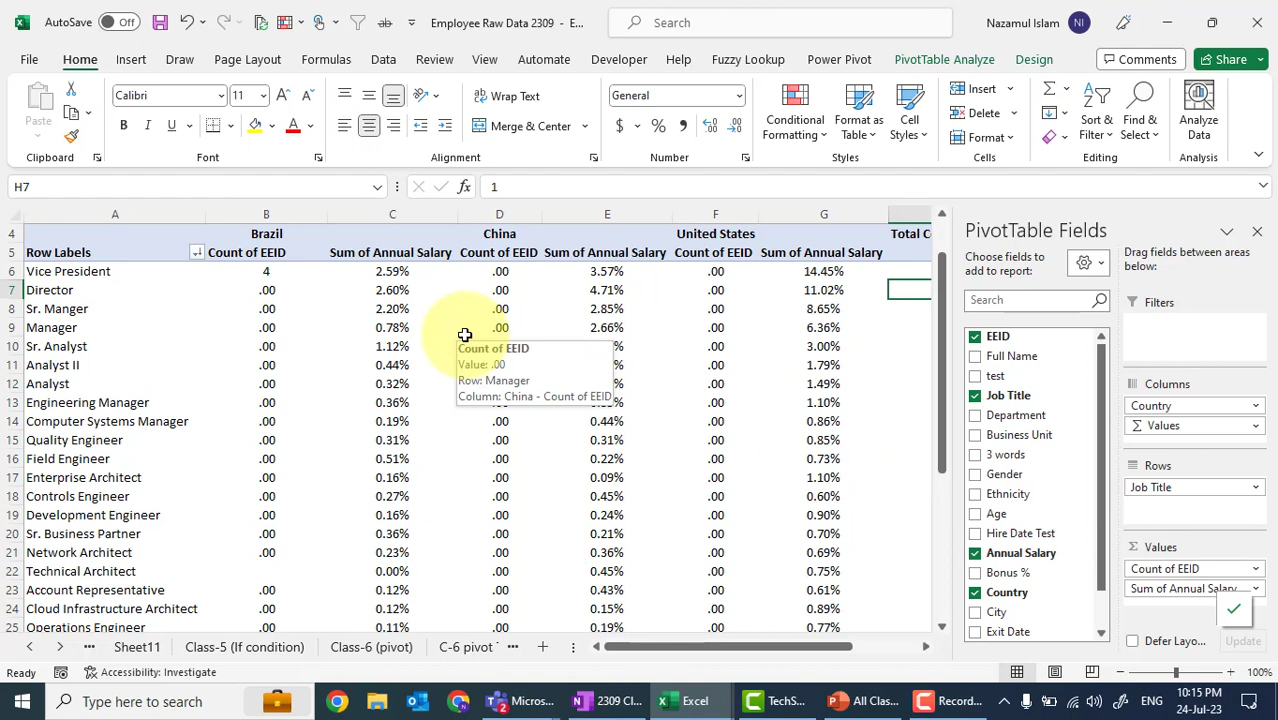 AutoSave Off Employee Raw Data 2309 - E... Search Nazamul Islam NI
File Home Insert Draw Page Layout Formulas Data Review View Automate Developer Help Fuzzy Lookup Power Pivot PivotTable Analyze Design Comments Share
Paste Calibri 11 Wrap Text General Conditional Formatting Format as Table Cell Styles Insert Sort & Filter Find & Select Analyze Data
Merge & Center Delete
Format
Clipboard Font Alignment Number Styles Cells Editing Analysis
H7 fx 1
A B C D E F G
4 Brazil China United States Total Co
5 Row Labels Count of EEID Sum of Annual Salary Count of EEID Sum of Annual Salary Count of EEID Sum of Annual Salary
6 Vice President 4 2.59% .00 3.57% .00 14.45%
7 Director .00 2.60% .00 4.71% .00 11.02%
8 Sr. Manger .00 2.20% .00 2.85% .00 8.65%
9 Manager .00 0.78% .00 2.66% .00 6.36%
10 Sr. Analyst .00 1.12% .00 3.00%
11 Analyst II .00 0.44% .00 1.79%
12 Analyst .00 0.32% .00 1.49%
13 Engineering Manager .00 0.36% .00 1.10%
14 Computer Systems Manager .00 0.19% .00 0.44% .00 0.86%
15 Quality Engineer .00 0.31% .00 0.31% .00 0.85%
16 Field Engineer .00 0.51% .00 0.22% .00 0.73%
17 Enterprise Architect .00 0.16% .00 0.09% .00 1.10%
18 Controls Engineer .00 0.27% .00 0.45% .00 0.60%
19 Development Engineer .00 0.16% .00 0.24% .00 0.90%
20 Sr. Business Partner .00 0.36% .00 0.21% .00 0.70%
21 Network Architect .00 0.23% .00 0.36% .00 0.69%
22 Technical Architect 0.00% .00 0.45% .00 0.75%
23 Account Representative .00 0.12% .00 0.43% .00 0.61%
24 Cloud Infrastructure Architect .00 0.12% .00 0.15% .00 0.89%
25 Operations Engineer .00 0.11% .00 0.19% .00 0.77%
Count of EEID
Value: .00
Row: Manager
Column: China - Count of EEID
PivotTable Fields
Choose fields to add to report:
Search
EEID
Full Name
test
Job Title
Department
Business Unit
3 words
Gender
Ethnicity
Age
Hire Date Test
Annual Salary
Bonus %
Country
City
Exit Date
Drag fields between areas below:
Filters
Columns
Country
Σ Values
Rows
Job Title
Σ Values
Count of EEID
Sum of Annual Salary
Defer Layo... Update
... Sheet11 Class-5 (If condition) Class-6 (pivot) C-6 pivot ...
Ready Accessibility: Investigate 100%
Type here to search Micros... 2309 Cl... Excel TechS... All Clas... Record... ENG 10:15 PM
24-Jul-23